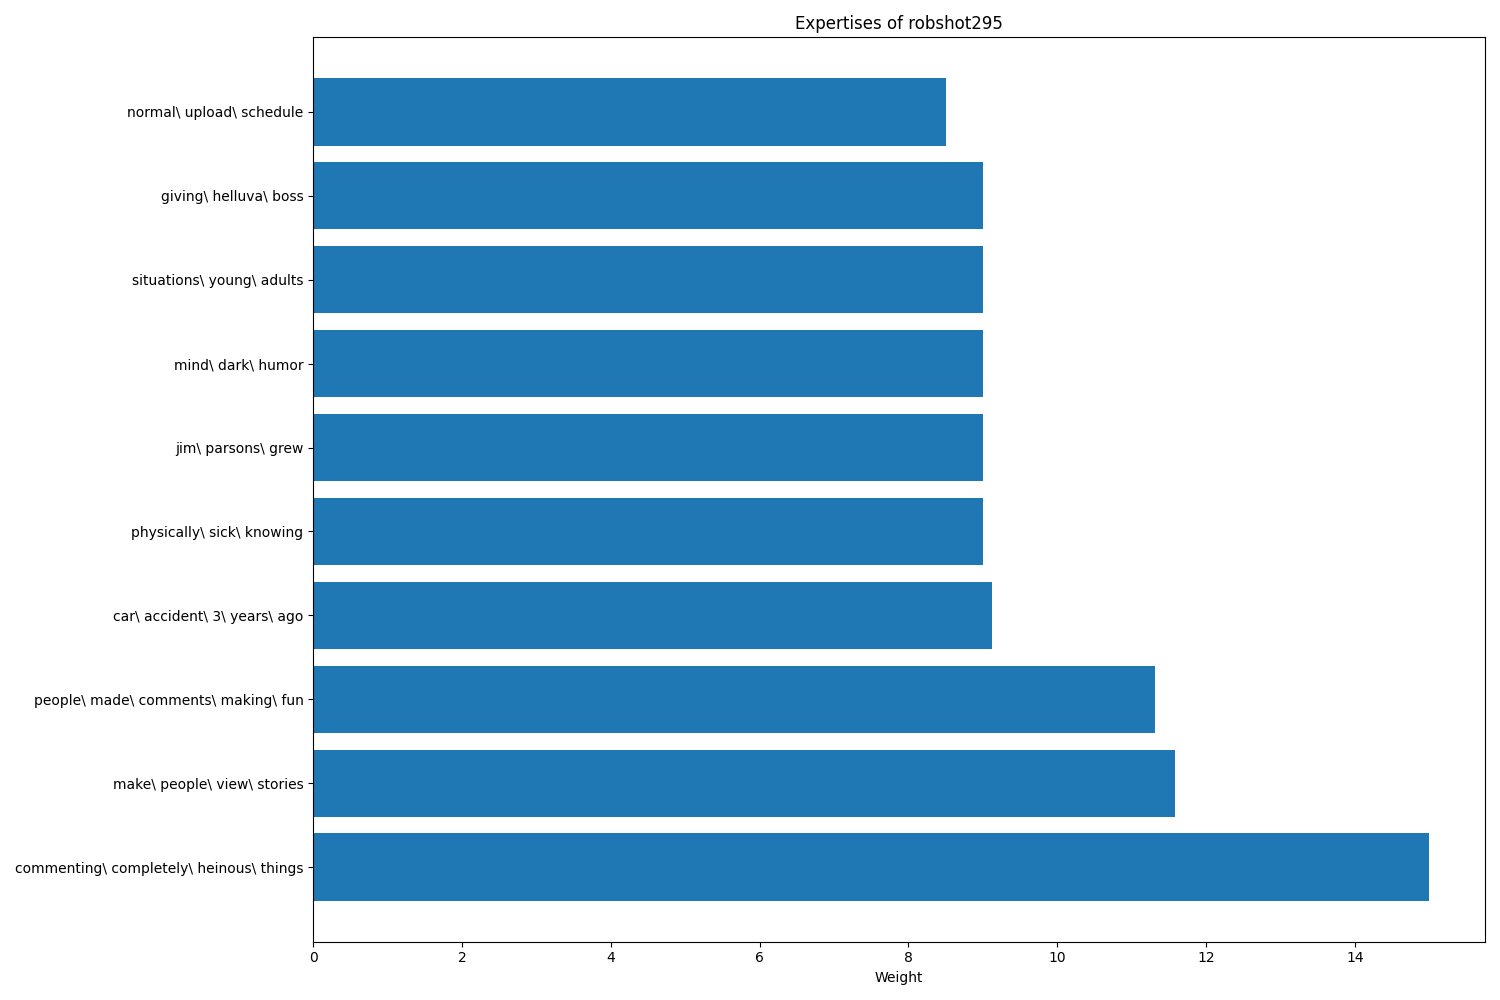 Expertises of robshot295
normal\ upload\ schedule
giving\ helluva\ boss
situations\ young\ adults
mind\ dark\ humor
jim\ parsons\ grew
physically\ sick\ knowing
car\ accident\ 3\ years\ ago
people\ made\ comments\ making\ fun
make\ people\ view\ stories
commenting\ completely\ heinous\ things
0 2 4 6 8 10 12 14
Weight